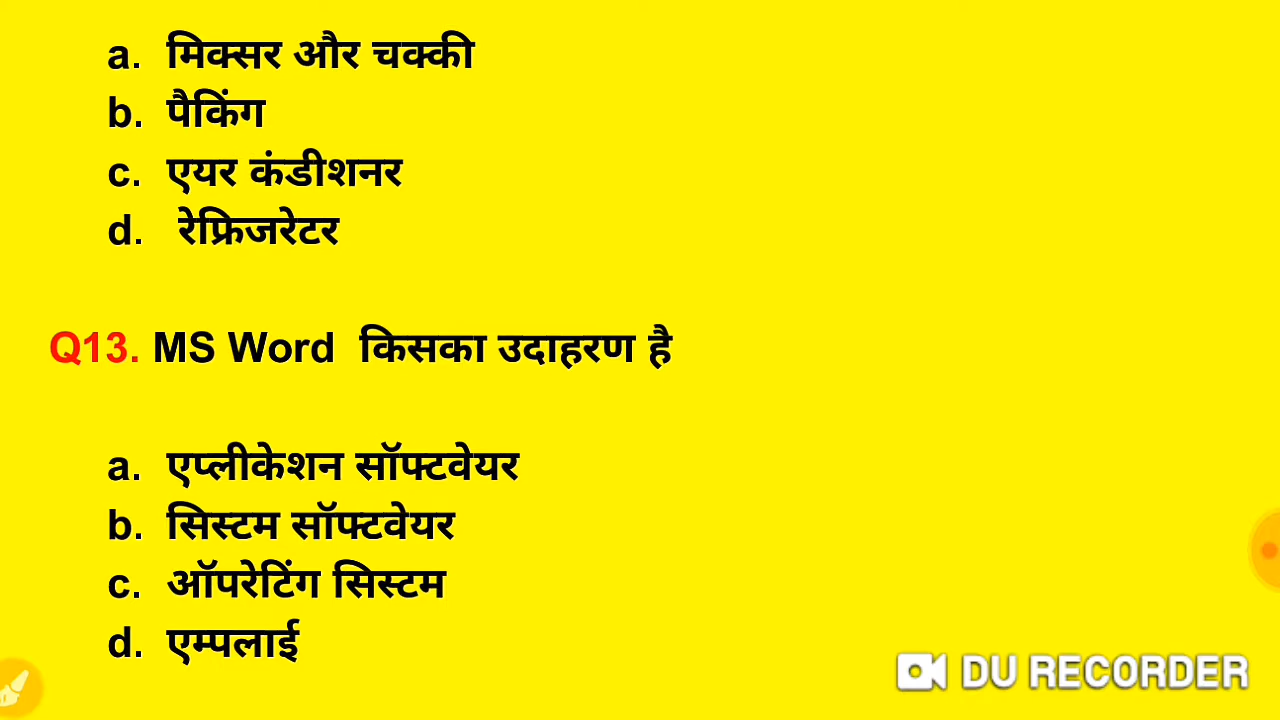 a. मिक्सर और चक्की
b. पैकिंग
c. एयर कंडीशनर
d. रेफ्रिजरेटर
Q13. MS Word किसका उदाहरण है
a. एप्लीकेशन सॉफ्टवेयर
b. सिस्टम सॉफ्टवेयर
c. ऑपरेटिंग सिस्टम
d. एम्पलाई
DU RECORDER